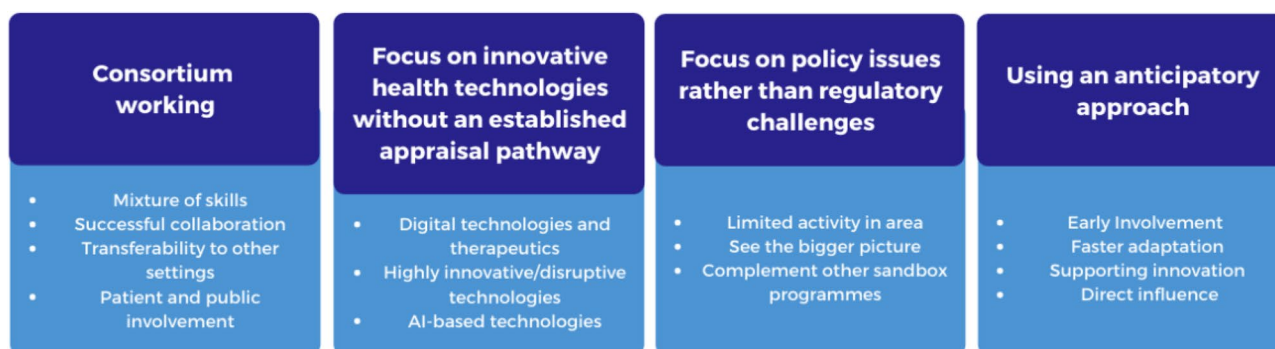 Consortium
working
• Mixture of skills
• Successful collaboration
• Transferability to other
settings
• Patient and public
involvement
Focus on innovative
health technologies
without an established
appraisal pathway
• Digital technologies and
therapeutics
• Highly innovative/disruptive
technologies
• AI-based technologies
Focus on policy issues
rather than regulatory
challenges
• Limited activity in area
• See the bigger picture
• Complement other sandbox
programmes
Using an anticipatory
approach
• Early Involvement
• Faster adaptation
• Supporting innovation
• Direct influence